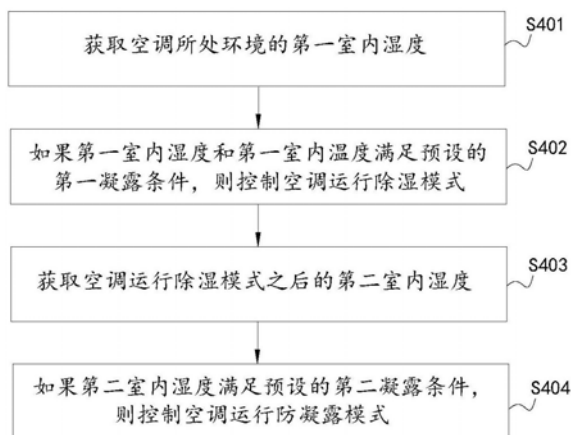 获取空调所处环境的第一室内湿度
S401
如果第一室内湿度和第一室内温度满足预设的
第一凝露条件，则控制空调运行除湿模式
S402
获取空调运行除湿模式之后的第二室内湿度
S403
如果第二室内湿度满足预设的第二凝露条件，
则控制空调运行防凝露模式
S404